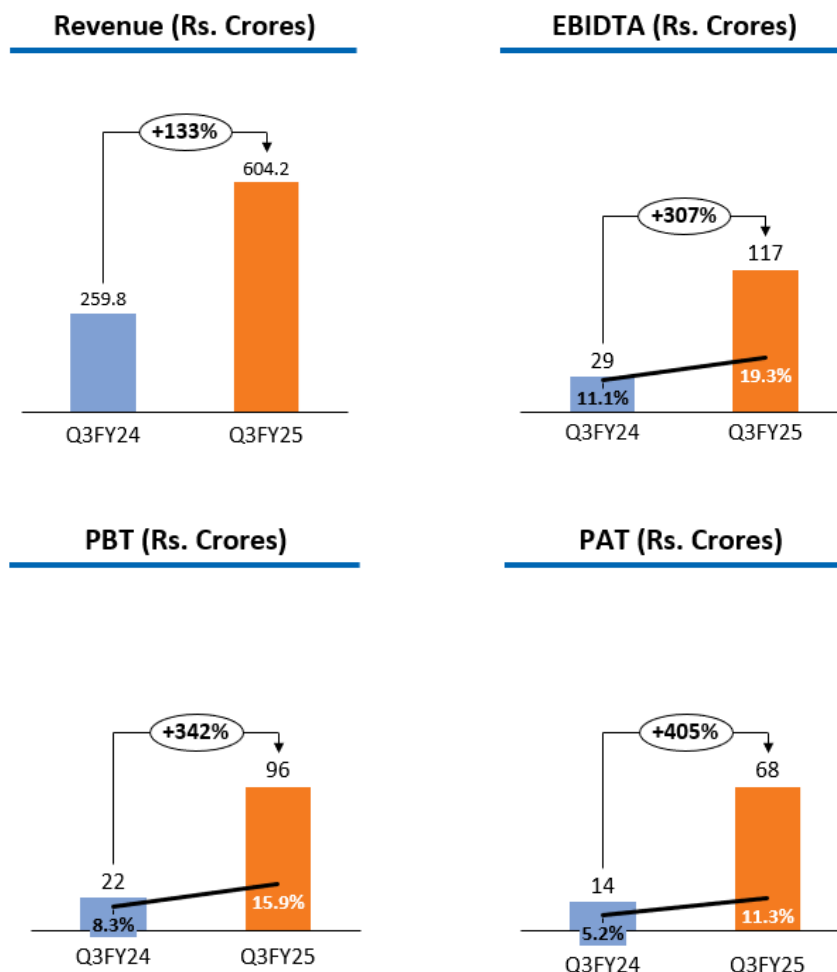 Revenue (Rs. Crores)
+133%
604.2
259.8
Q3FY24 Q3FY25
EBIDTA (Rs. Crores)
+307%
117
29
19.3%
11.1%
Q3FY24 Q3FY25
PBT (Rs. Crores)
+342%
96
22
15.9%
8.3%
Q3FY24 Q3FY25
PAT (Rs. Crores)
+405%
68
14
11.3%
5.2%
Q3FY24 Q3FY25